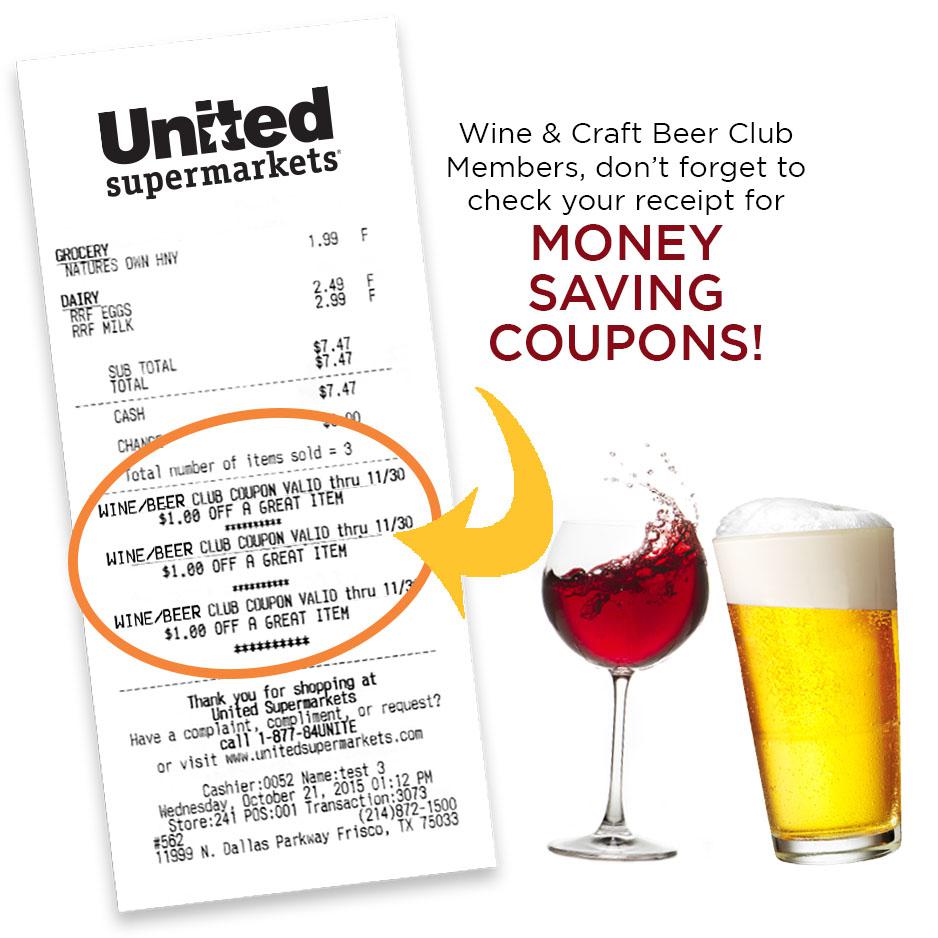 United
supermarkets®
GROCERY
NATURES OWN HNY 1.99 F
DAIRY
RRF EGGS 2.49 F
RRF MILK 2.99 F
SUB TOTAL $7.47
TOTAL $7.47
CASH $7.47
CHANGE
Total number of items sold = 3
WINE/BEER CLUB COUPON VALID thru 11/30
$1.00 OFF A GREAT ITEM
**********
WINE/BEER CLUB COUPON VALID thru 11/30
$1.00 OFF A GREAT ITEM
**********
WINE/BEER CLUB COUPON VALID thru 11/3
$1.00 OFF A GREAT ITEM
**********
Thank you for shopping at
United Supermarkets
Have a complaint, compliment, or request?
call 1-877-84UNITE
or visit www.unitedsupermarkets.com
Cashier:0052 Name:test 3
Wednesday, October 21, 2015 01:12 PM
Store:241 POS:001 Transaction:3073
#562 (214)872-1500
11999 N. Dallas Parkway Frisco, TX 75033
Wine & Craft Beer Club
Members, don't forget to
check your receipt for
MONEY
SAVING
COUPONS!